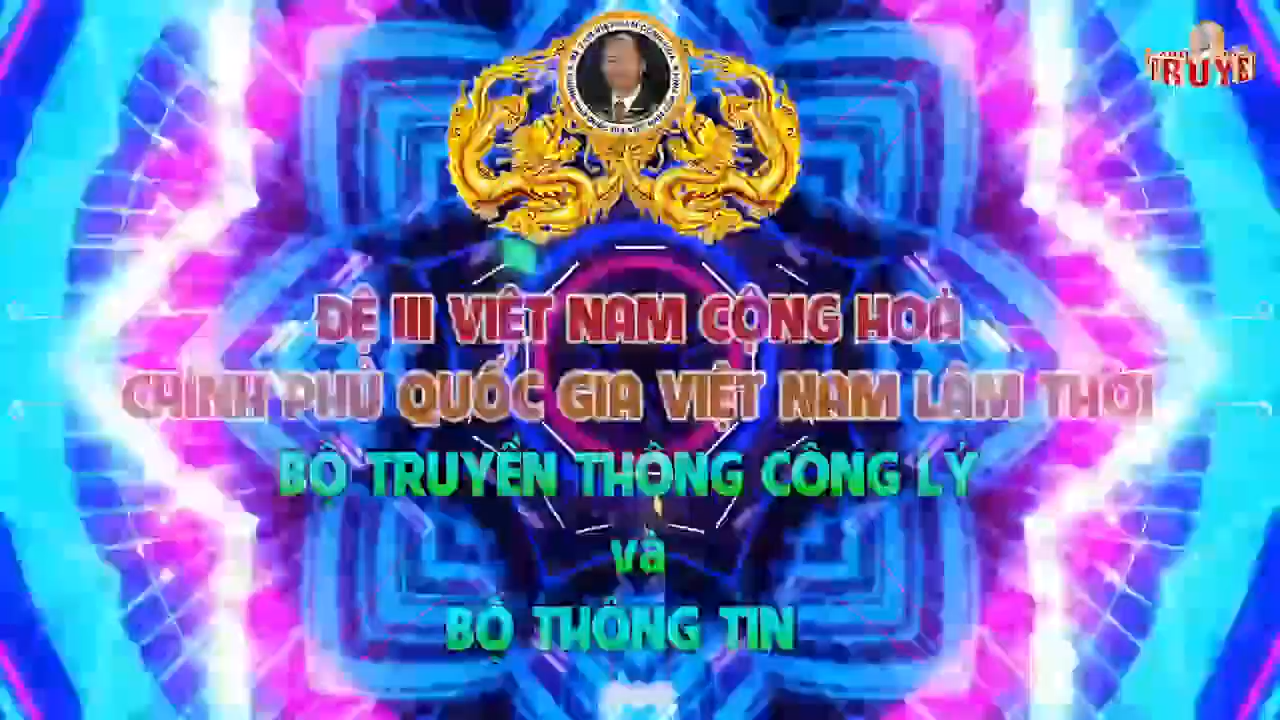 TRUYỀ
ĐỆ III VIỆT NAM CỘNG HOÀ
CHÍNH PHỦ QUỐC GIA VIỆT NAM LÂM THỜI
BỘ TRUYỀN THÔNG CÔNG LÝ
và
BỘ THÔNG TIN